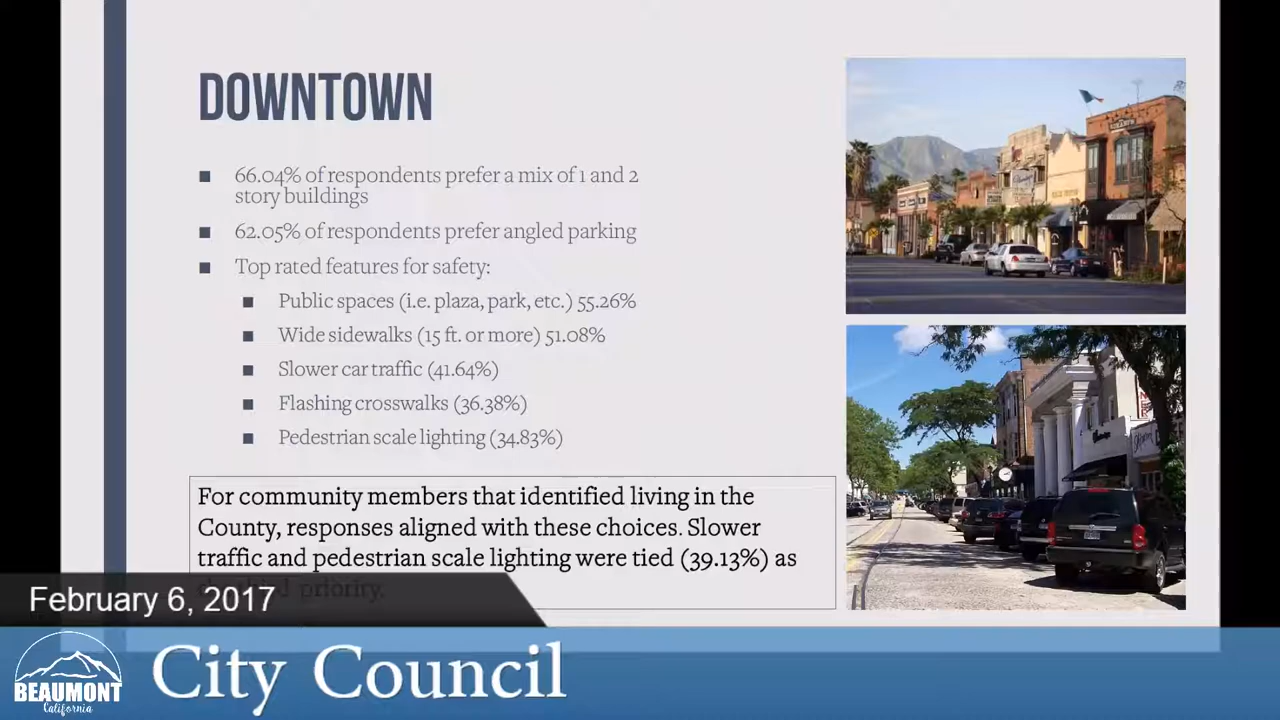 DOWNTOWN
66.04% of respondents prefer a mix of 1 and 2
story buildings
62.05% of respondents prefer angled parking
Top rated features for safety:
Public spaces (i.e. plaza, park, etc.) 55.26%
Wide sidewalks (15 ft. or more) 51.08%
Slower car traffic (41.64%)
Flashing crosswalks (36.38%)
Pedestrian scale lighting (34.83%)
For community members that identified living in the
County, responses aligned with these choices. Slower
traffic and pedestrian scale lighting were tied (39.13%) as
the third priority.
February 6, 2017
City Council
BEAUMONT
California